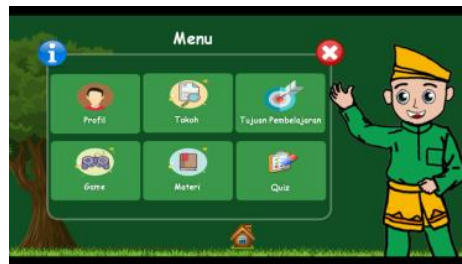 Menu
i
Profil
Tokoh
Tujuan Pembelajaran
Game
Materi
Quiz